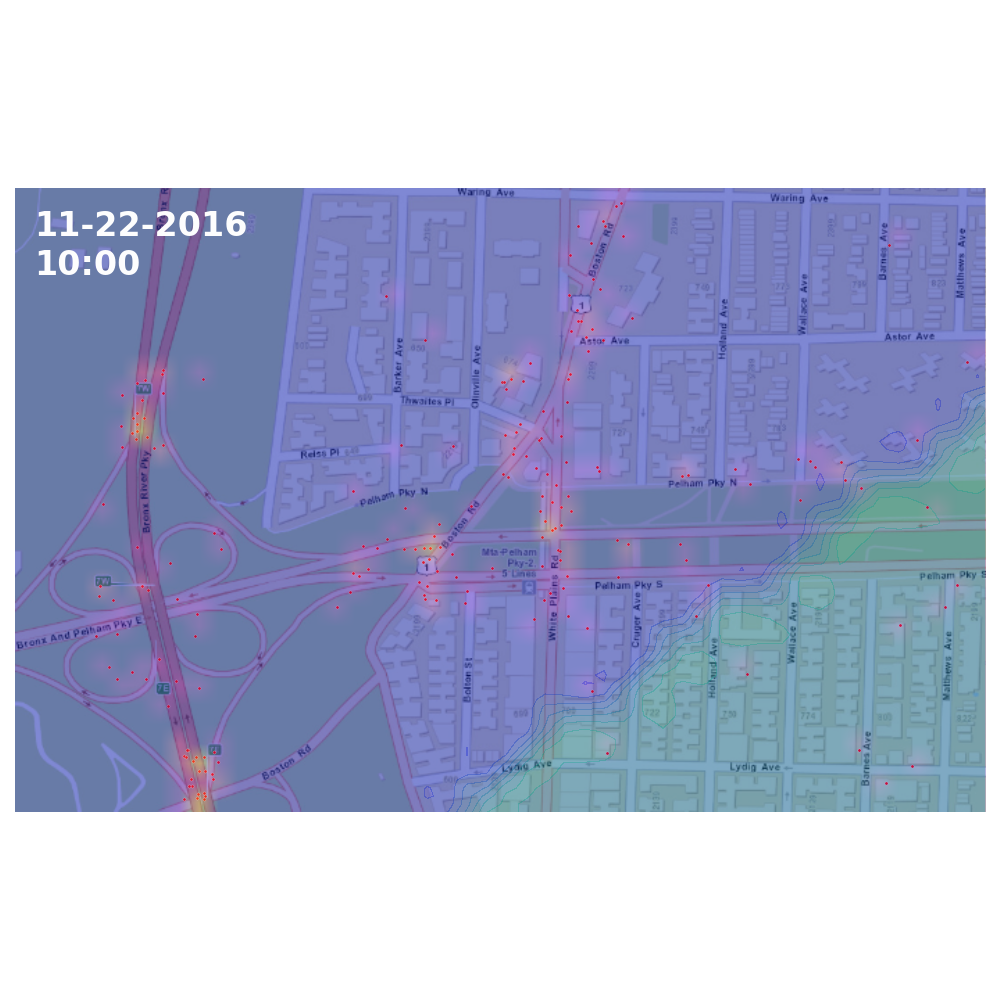 11-22-2016
10:00
Waring Ave
Waring Ave
Boston Rd
1
Barnes Ave
Matthews Ave
Wallace Ave
Holland Ave
Astor Ave
Astor Ave
Barker Ave
Olinville Ave
Thwaites Pl
Reiss Pl
Pelham Pky N
Pelham Pky N
Bronx River Pky
Boston Rd
1
Mta-Pelham
Pky-2
5 Lines
White Plains Rd
Pelham Pky S
Pelham Pky S
7W
Bronx And Pelham Pky E
7E
Cruger Ave
Bolton St
Holland Ave
Wallace Ave
Matthews Ave
Barnes Ave
Boston Rd
Lydig Ave
Lydig Ave